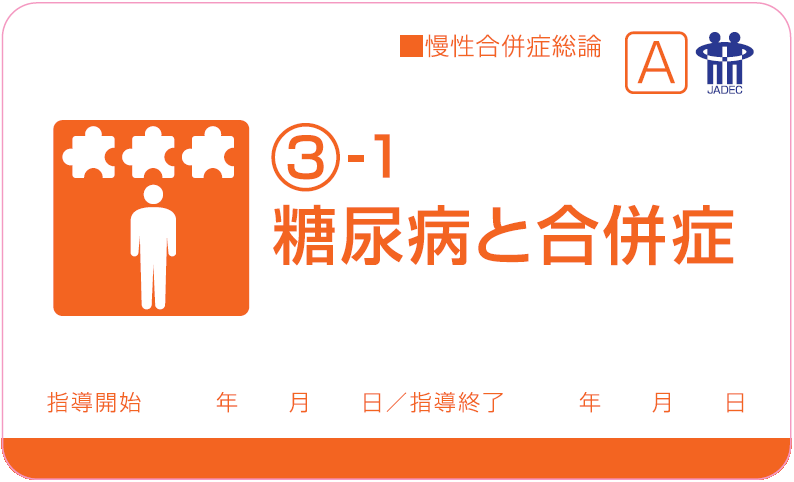 ■慢性合併症総論
A
JADEC
③-1
糖尿病と合併症
指導開始 年 月 日／指導終了 年 月 日